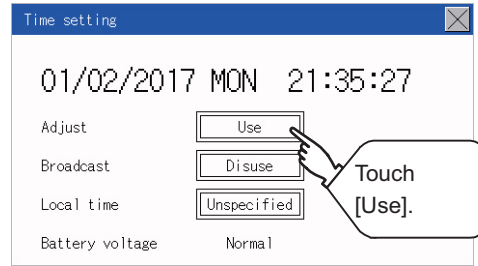 Time setting
01/02/2017 MON 21:35:27
Adjust Use
Broadcast Disuse
Local time Unspecified
Battery voltage Normal
Touch
[Use].